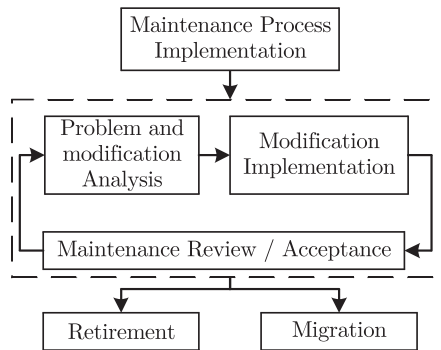 Maintenance Process
Implementation
Problem and
modification
Analysis
Modification
Implementation
Maintenance Review / Acceptance
Retirement
Migration